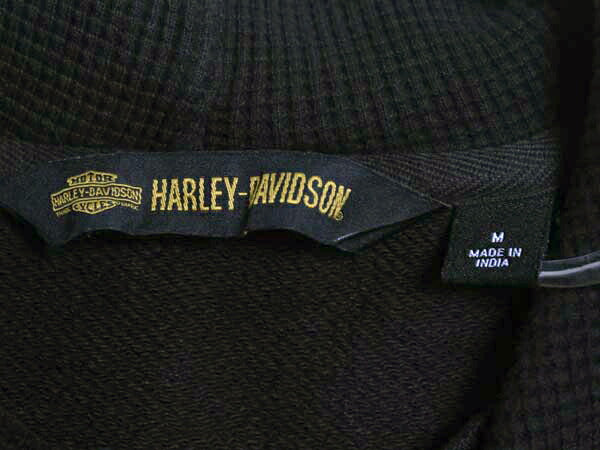 MOTOR
HARLEY-DAVIDSON
CYCLES
HARLEY-DAVIDSON
M
MADE IN
INDIA